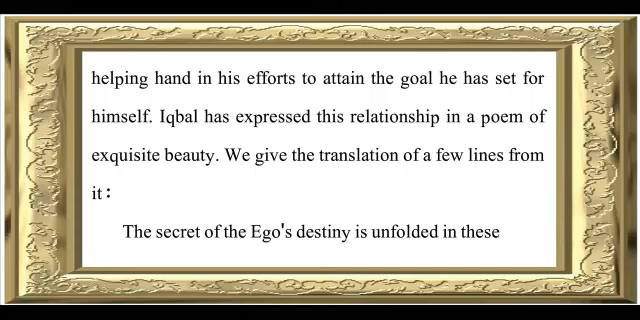 helping hand in his efforts to attain the goal he has set for
himself. Iqbal has expressed this relationship in a poem of
exquisite beauty. We give the translation of a few lines from
it :
The secret of the Ego's destiny is unfolded in these